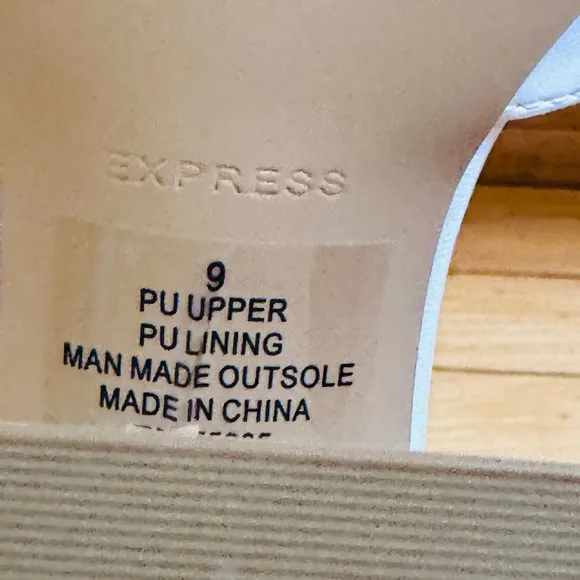 EXPRESS
9
PU UPPER
PU LINING
MAN MADE OUTSOLE
MADE IN CHINA